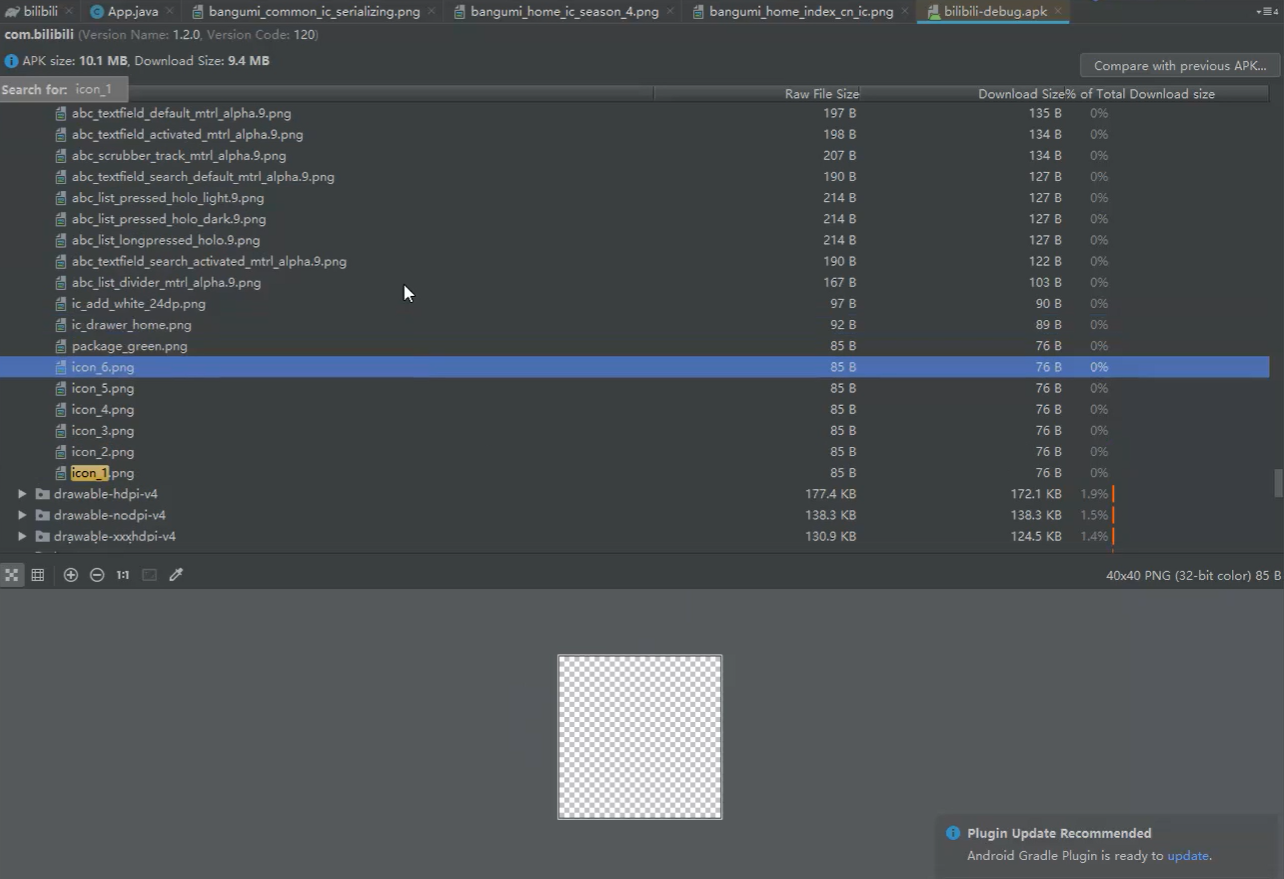 bilibili App.java bangumi_common_ic_serializing.png bangumi_home_ic_season_4.png bangumi_home_index_cn_ic.png bilibili-debug.apk 4
com.bilibili (Version Name: 1.2.0, Version Code: 120)
APK size: 10.1 MB, Download Size: 9.4 MB
Compare with previous APK...
Search for: icon_1
Raw File Size Download Size% of Total Download size
abc_textfield_default_mtrl_alpha.9.png 197 B 135 B 0%
abc_textfield_activated_mtrl_alpha.9.png 198 B 134 B 0%
abc_scrubber_track_mtrl_alpha.9.png 207 B 134 B 0%
abc_textfield_search_default_mtrl_alpha.9.png 190 B 127 B 0%
abc_list_pressed_holo_light.9.png 214 B 127 B 0%
abc_list_pressed_holo_dark.9.png 214 B 127 B 0%
abc_list_longpressed_holo.9.png 214 B 127 B 0%
abc_textfield_search_activated_mtrl_alpha.9.png 190 B 122 B 0%
abc_list_divider_mtrl_alpha.9.png 167 B 103 B 0%
ic_add_white_24dp.png 97 B 90 B 0%
ic_drawer_home.png 92 B 89 B 0%
package_green.png 85 B 76 B 0%
icon_6.png 85 B 76 B 0%
icon_5.png 85 B 76 B 0%
icon_4.png 85 B 76 B 0%
icon_3.png 85 B 76 B 0%
icon_2.png 85 B 76 B 0%
icon_1.png 85 B 76 B 0%
drawable-hdpi-v4 177.4 KB 172.1 KB 1.9%
drawable-nodpi-v4 138.3 KB 138.3 KB 1.5%
drawable-xxxhdpi-v4 130.9 KB 124.5 KB 1.4%
1:1 40x40 PNG (32-bit color) 85 B
Plugin Update Recommended
Android Gradle Plugin is ready to update.